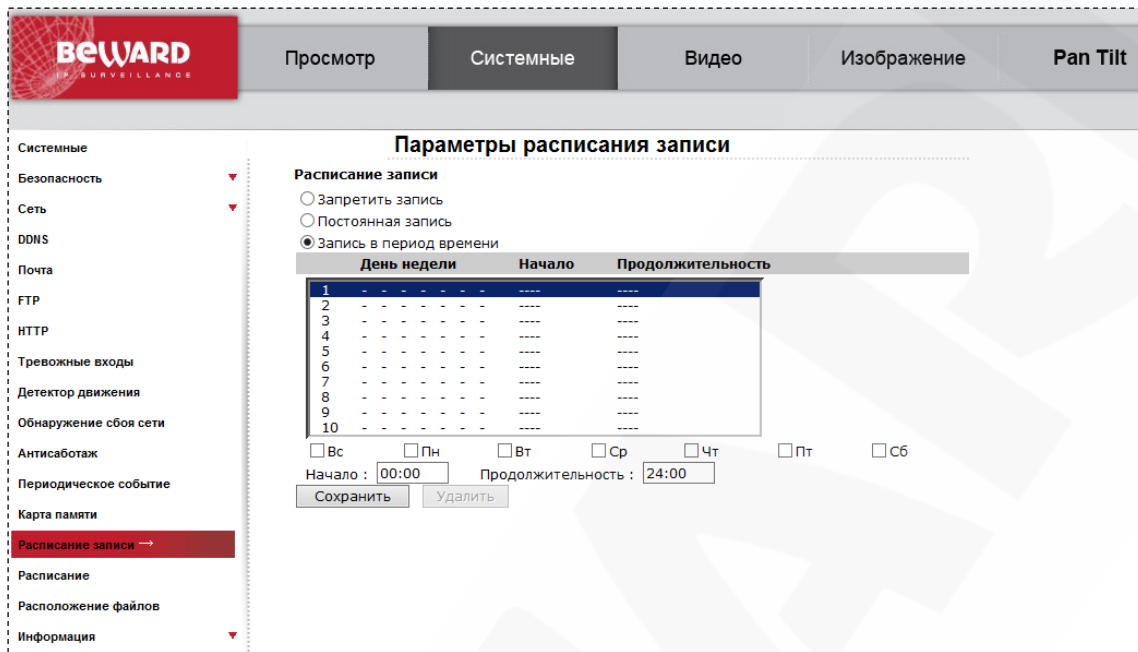 BEWARD
IP SURVEILLANCE
Просмотр Системные Видео Изображение Pan Tilt
Системные
Безопасность
Сеть
DDNS
Почта
FTP
HTTP
Тревожные входы
Детектор движения
Обнаружение сбоя сети
Антисаботаж
Периодическое событие
Карта памяти
Расписание записи →
Расписание
Расположение файлов
Информация
Параметры расписания записи
Расписание записи
Запретить запись
Постоянная запись
Запись в период времени
День недели Начало Продолжительность
1 - - - - - - - ---- ----
2 - - - - - - - ---- ----
3 - - - - - - - ---- ----
4 - - - - - - - ---- ----
5 - - - - - - - ---- ----
6 - - - - - - - ---- ----
7 - - - - - - - ---- ----
8 - - - - - - - ---- ----
9 - - - - - - - ---- ----
10 - - - - - - - ---- ----
Вс Пн Вт Ср Чт Пт Сб
Начало : 00:00 Продолжительность : 24:00
Сохранить Удалить